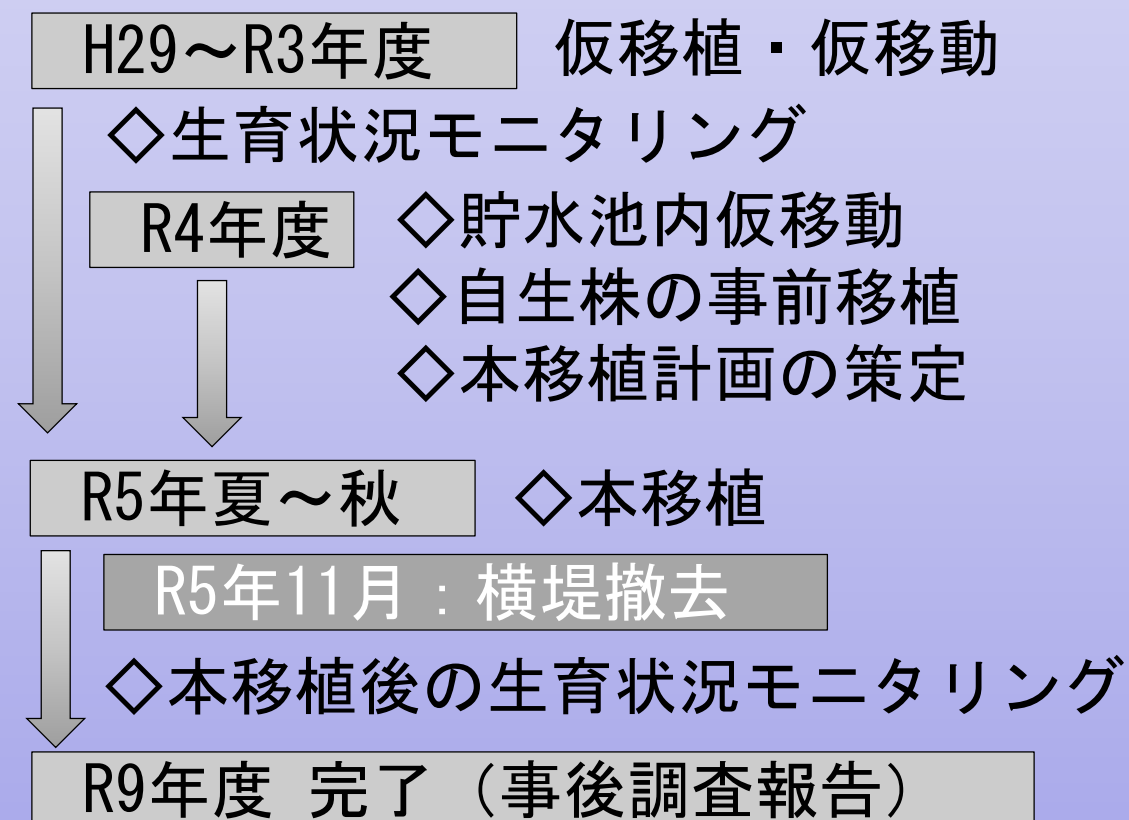 H29～R3年度 仮移植・仮移動
◇生育状況モニタリング
R4年度 ◇貯水池内仮移動
◇自生株の事前移植
◇本移植計画の策定
R5年夏～秋 ◇本移植
R5年11月：横堤撤去
◇本移植後の生育状況モニタリング
R9年度 完了（事後調査報告）